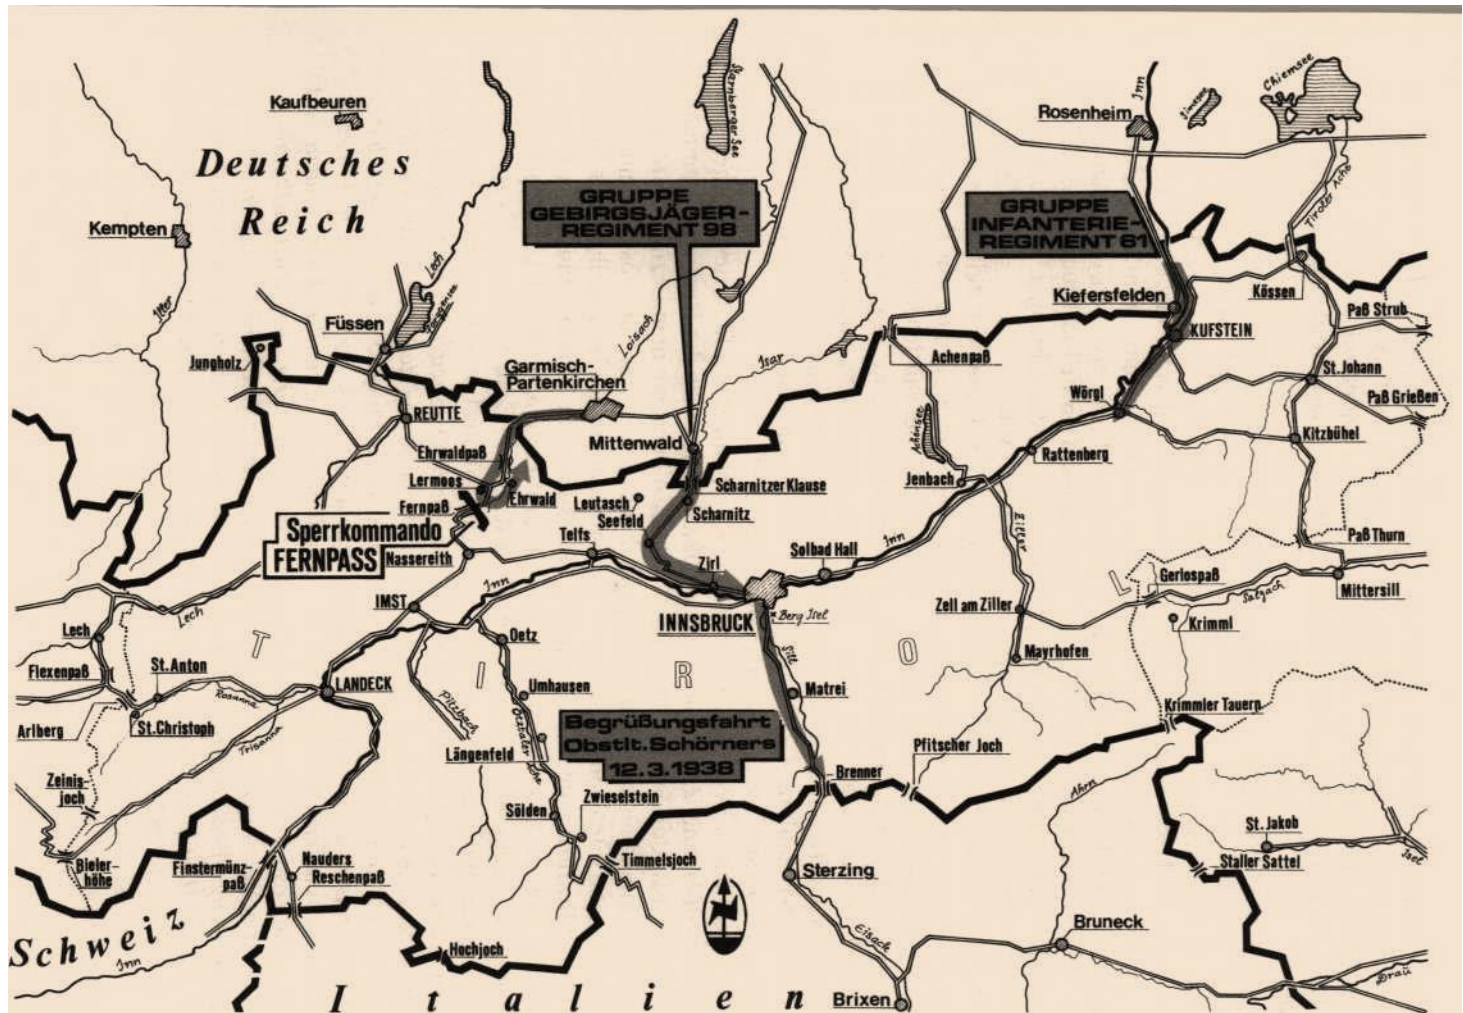 Kaufbeuren
Deutsches
Reich
Kempten
Iller
Lech
Füssen
Jungholz
REUTTE
Starnberger See
GRUPPE
GEBIRGSJÄGER-
REGIMENT 98
GRUPPE
INFANTERIE-
REGIMENT 61
Rosenheim
Inn
Simssee
Chiemsee
Tiroler Ache
Kiefersfelden
Kössen
Paß Strub
KUFSTEIN
Achenpaß
St. Johann
Paß Grießen
Wörgl
Kitzbühel
Achensee
Rattenberg
Jenbach
Garmisch-
Partenkirchen
Loisach
Isar
Mittenwald
Ehrwaldpaß
Lermoos
Ehrwald
Fernpaß
Scharnitzer Klause
Leutasch
Seefeld
Scharnitz
Sperrkommando
FERNPASS
Nassereith
Telfs
Zirl
Solbad Hall
Inn
Ziller
Paß Thurn
Gerlospaß
Salzach
Mittersill
Inn
IMST
INNSBRUCK
Berg Isel
Zell am Ziller
Krimml
Lech
Lech
Flexenpaß
St. Anton
Rosanna
Arlberg
St. Christoph
LANDECK
Trisanna
Oetz
Umhausen
Pitzbach
Ötztaler Ache
Längenfeld
T I R O L
Sill
Matrei
Mayrhofen
Begrüßungsfahrt
Obstlt. Schörners
12.3.1938
Brenner
Pfitscher Joch
Krimmler Tauern
Zeinis-
joch
Sölden
Zwieselstein
Ahrn
Bieler-
höhe
Finstermünz-
paß
Nauders
Reschenpaß
Timmelsjoch
Sterzing
St. Jakob
Staller Sattel
Isel
Schweiz
Inn
Hochjoch
Eisack
Bruneck
Drau
Italien
Brixen